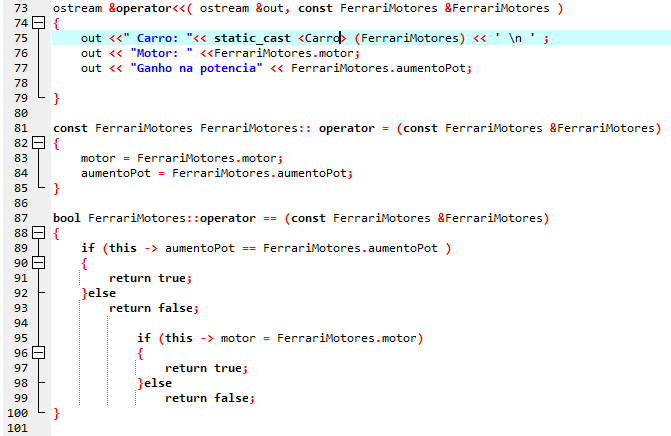 73 ostream &operator<<( ostream &out, const FerrariMotores &FerrariMotores )
74 {
75 out <<" Carro: "<< static_cast <Carro> (FerrariMotores) << ' \n ' ;
76 out << "Motor: " <<FerrariMotores.motor;
77 out << "Ganho na potencia" << FerrariMotores.aumentoPot;
78
79 }
80
81 const FerrariMotores FerrariMotores:: operator = (const FerrariMotores &FerrariMotores)
82 {
83 motor = FerrariMotores.motor;
84 aumentoPot = FerrariMotores.aumentoPot;
85 }
86
87 bool FerrariMotores::operator == (const FerrariMotores &FerrariMotores)
88 {
89 if (this -> aumentoPot == FerrariMotores.aumentoPot )
90 {
91 return true;
92 }else
93 return false;
94
95 if (this -> motor = FerrariMotores.motor)
96 {
97 return true;
98 }else
99 return false;
100 }
101